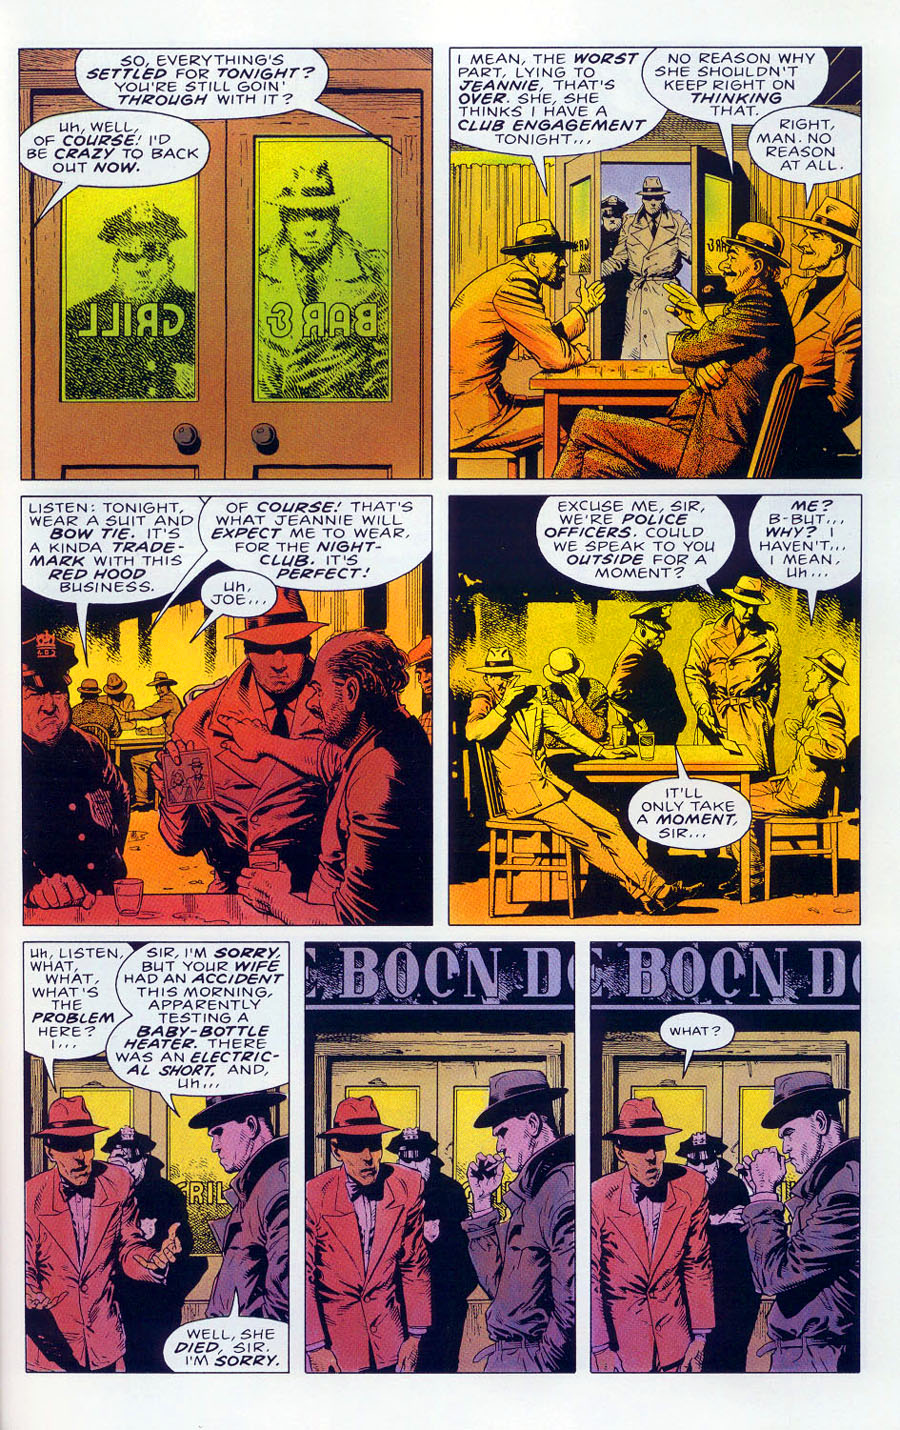 SO, EVERYTHING'S
SETTLED FOR TONIGHT?
YOU'RE STILL GOIN'
THROUGH WITH IT?
Uh, WELL,
OF COURSE! I'D
BE CRAZY TO BACK
OUT NOW.
GRILL
BAR &
I MEAN, THE WORST
PART, LYING TO
JEANNIE, THAT'S
OVER. SHE, SHE
THINKS I HAVE A
CLUB ENGAGEMENT
TONIGHT...
NO REASON WHY
SHE SHOULDN'T
KEEP RIGHT ON
THINKING
THAT.
RIGHT,
MAN. NO
REASON
AT ALL.
LISTEN: TONIGHT,
WEAR A SUIT AND
BOW TIE. IT'S
A KINDA TRADE-
MARK WITH THIS
RED HOOD
BUSINESS.
OF COURSE! THAT'S
WHAT JEANNIE WILL
EXPECT ME TO WEAR,
FOR THE NIGHT-
CLUB. IT'S
PERFECT!
Uh,
JOE...
EXCUSE ME, SIR,
WE'RE POLICE
OFFICERS. COULD
WE SPEAK TO YOU
OUTSIDE FOR A
MOMENT?
ME?
B-BUT...
WHY? I
HAVEN'T...
I MEAN,
Uh...
IT'LL
ONLY TAKE
A MOMENT,
SIR...
Uh, LISTEN,
WHAT,
WHAT,
WHAT'S
THE
PROBLEM
HERE?
I...
SIR, I'M SORRY,
BUT YOUR WIFE
HAD AN ACCIDENT
THIS MORNING,
APPARENTLY
TESTING A
BABY-BOTTLE
HEATER. THERE
WAS AN ELECTRIC-
AL SHORT, AND,
Uh...
GRIL
WELL, SHE
DIED, SIR.
I'M SORRY.
E BOCN DO
E BOCN DO
WHAT?